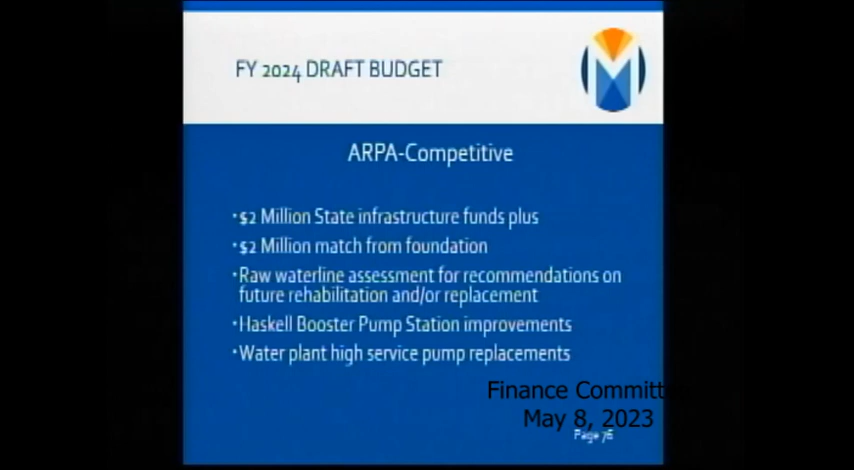 FY 2024 DRAFT BUDGET
ARPA-Competitive
·$2 Million State infrastructure funds plus
·$2 Million match from foundation
·Raw waterline assessment for recommendations on
future rehabilitation and/or replacement
·Haskell Booster Pump Station improvements
·Water plant high service pump replacements
Finance Committ
May 8, 2023
Page 76